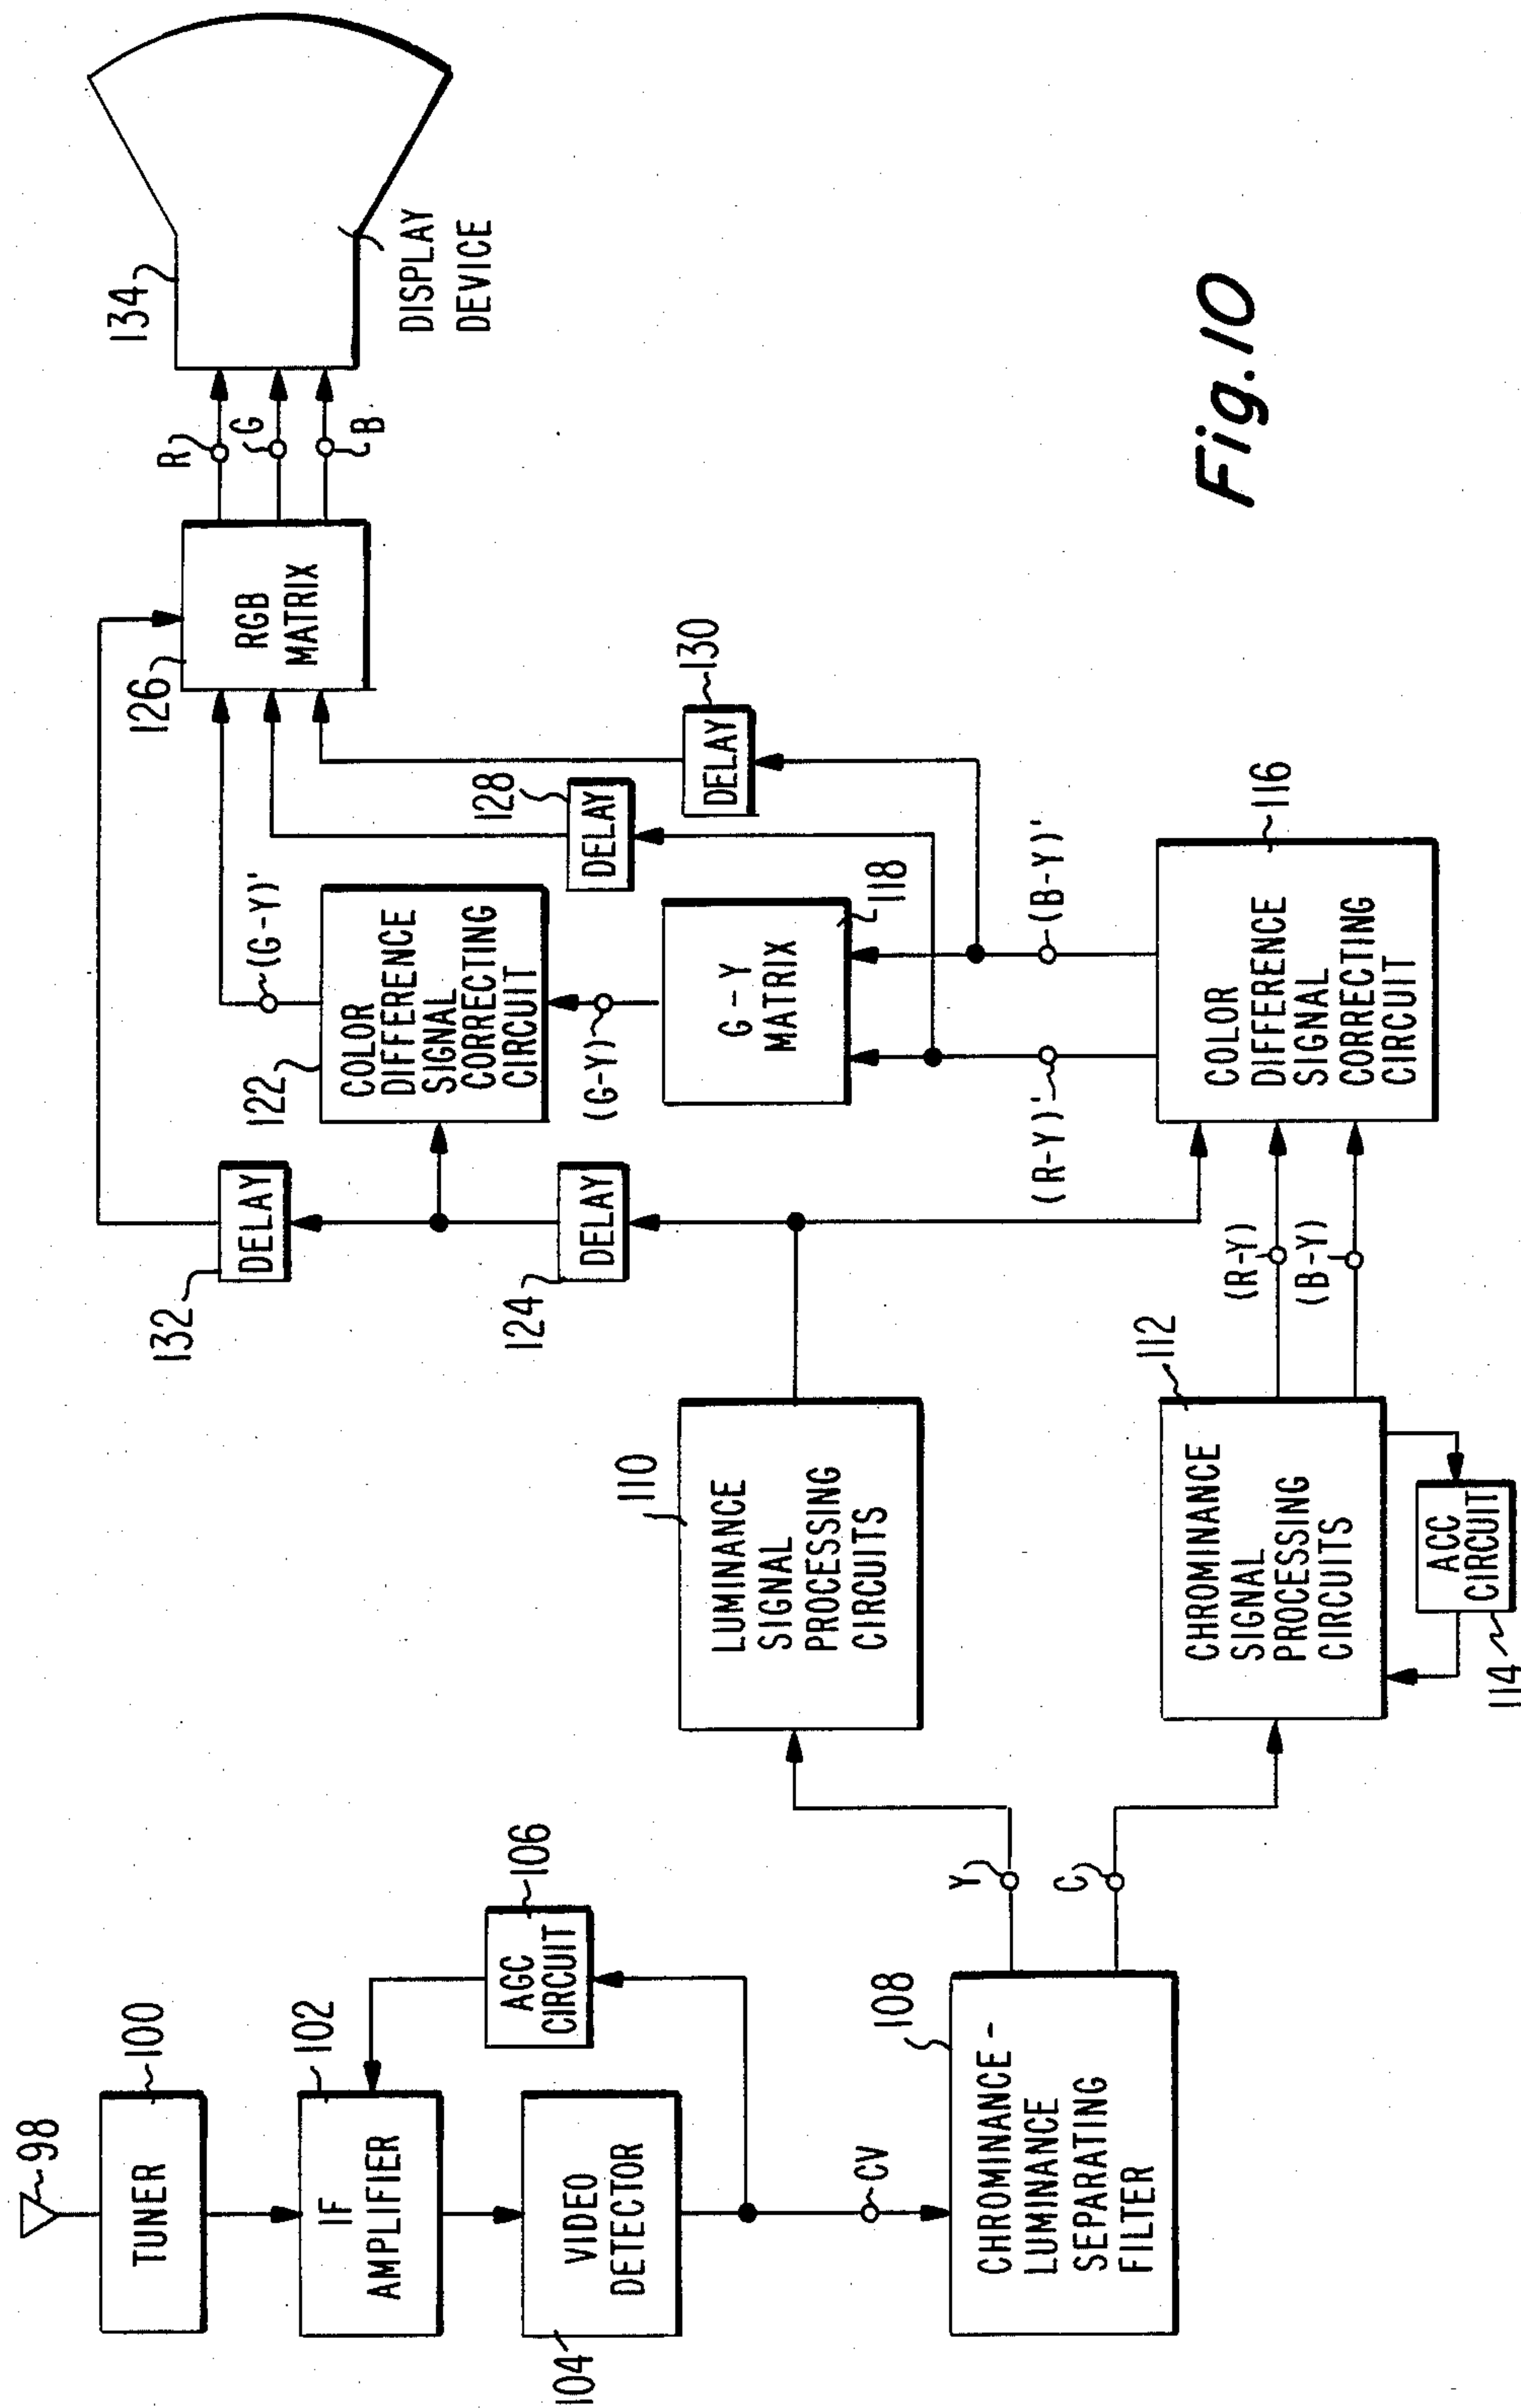 98
TUNER
100
IF
AMPLIFIER
102
VIDEO
DETECTOR
104
AGC
CIRCUIT
106
CV
CHROMINANCE-
LUMINANCE
SEPARATING
FILTER
108
Y
C
LUMINANCE
SIGNAL
PROCESSING
CIRCUITS
110
CHROMINANCE
SIGNAL
PROCESSING
CIRCUITS
112
ACC
CIRCUIT
114
(R-Y)
(B-Y)
COLOR
DIFFERENCE
SIGNAL
CORRECTING
CIRCUIT
116
(R-Y)'
(B-Y)'
G-Y
MATRIX
118
(G-Y)
DELAY
124
DELAY
132
COLOR
DIFFERENCE
SIGNAL
CORRECTING
CIRCUIT
122
(G-Y)'
DELAY
128
DELAY
130
RGB
MATRIX
126
R
G
B
134
DISPLAY
DEVICE
Fig.10